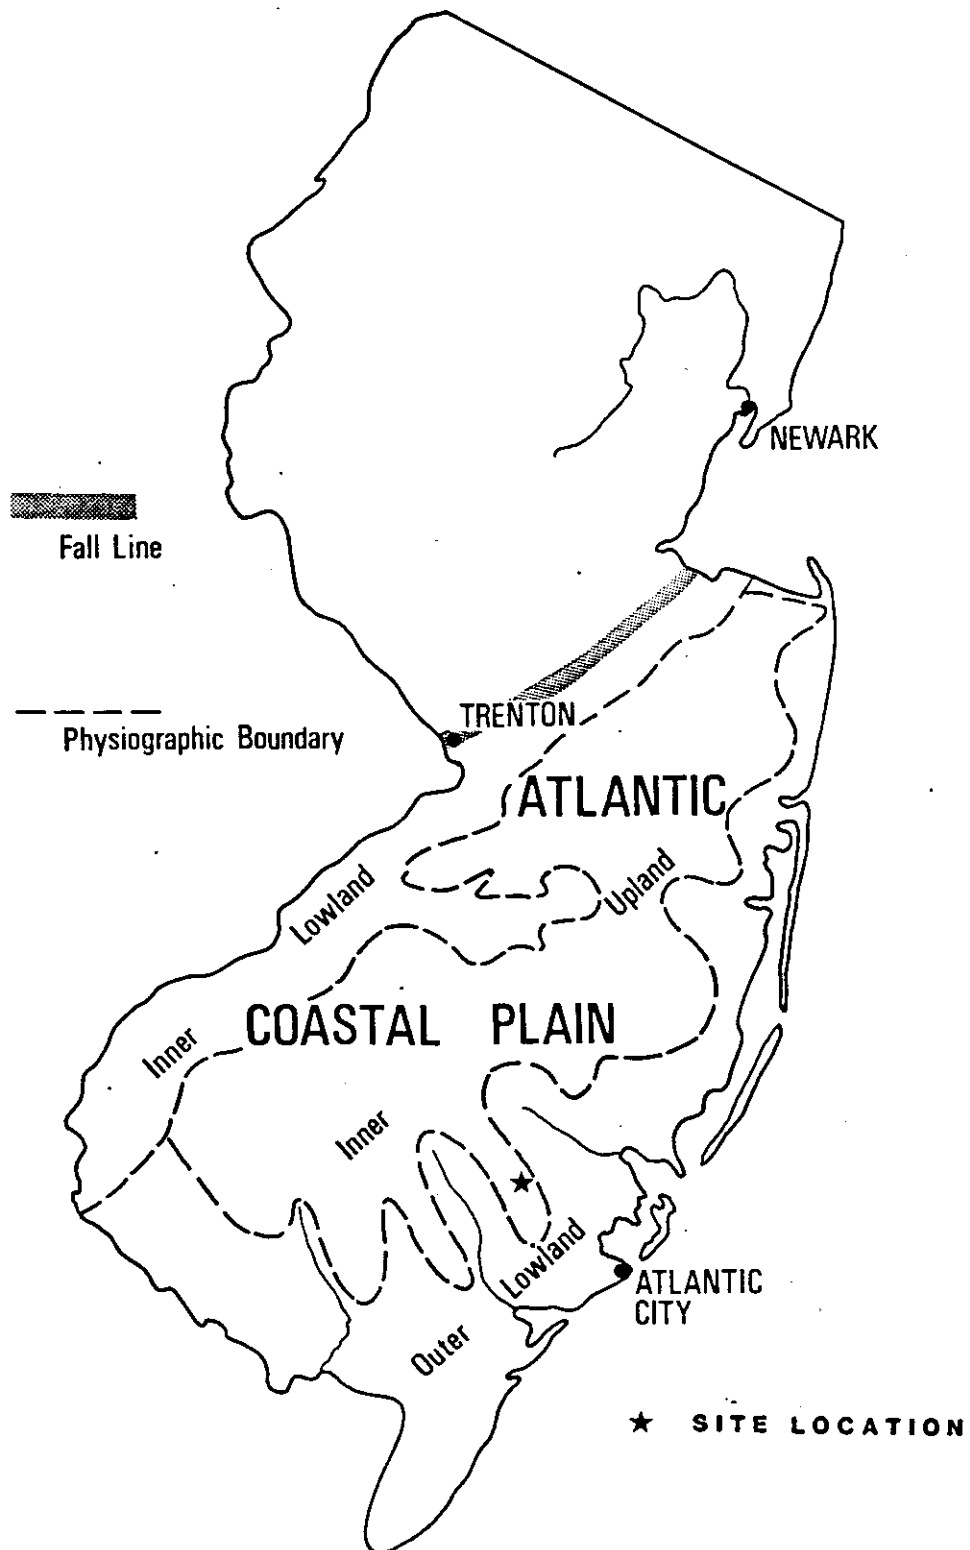 NEWARK
Fall Line
TRENTON
Physiographic Boundary
ATLANTIC
Lowland
Upland
COASTAL PLAIN
Inner
Inner
Lowland
ATLANTIC
CITY
Outer
★ SITE LOCATION